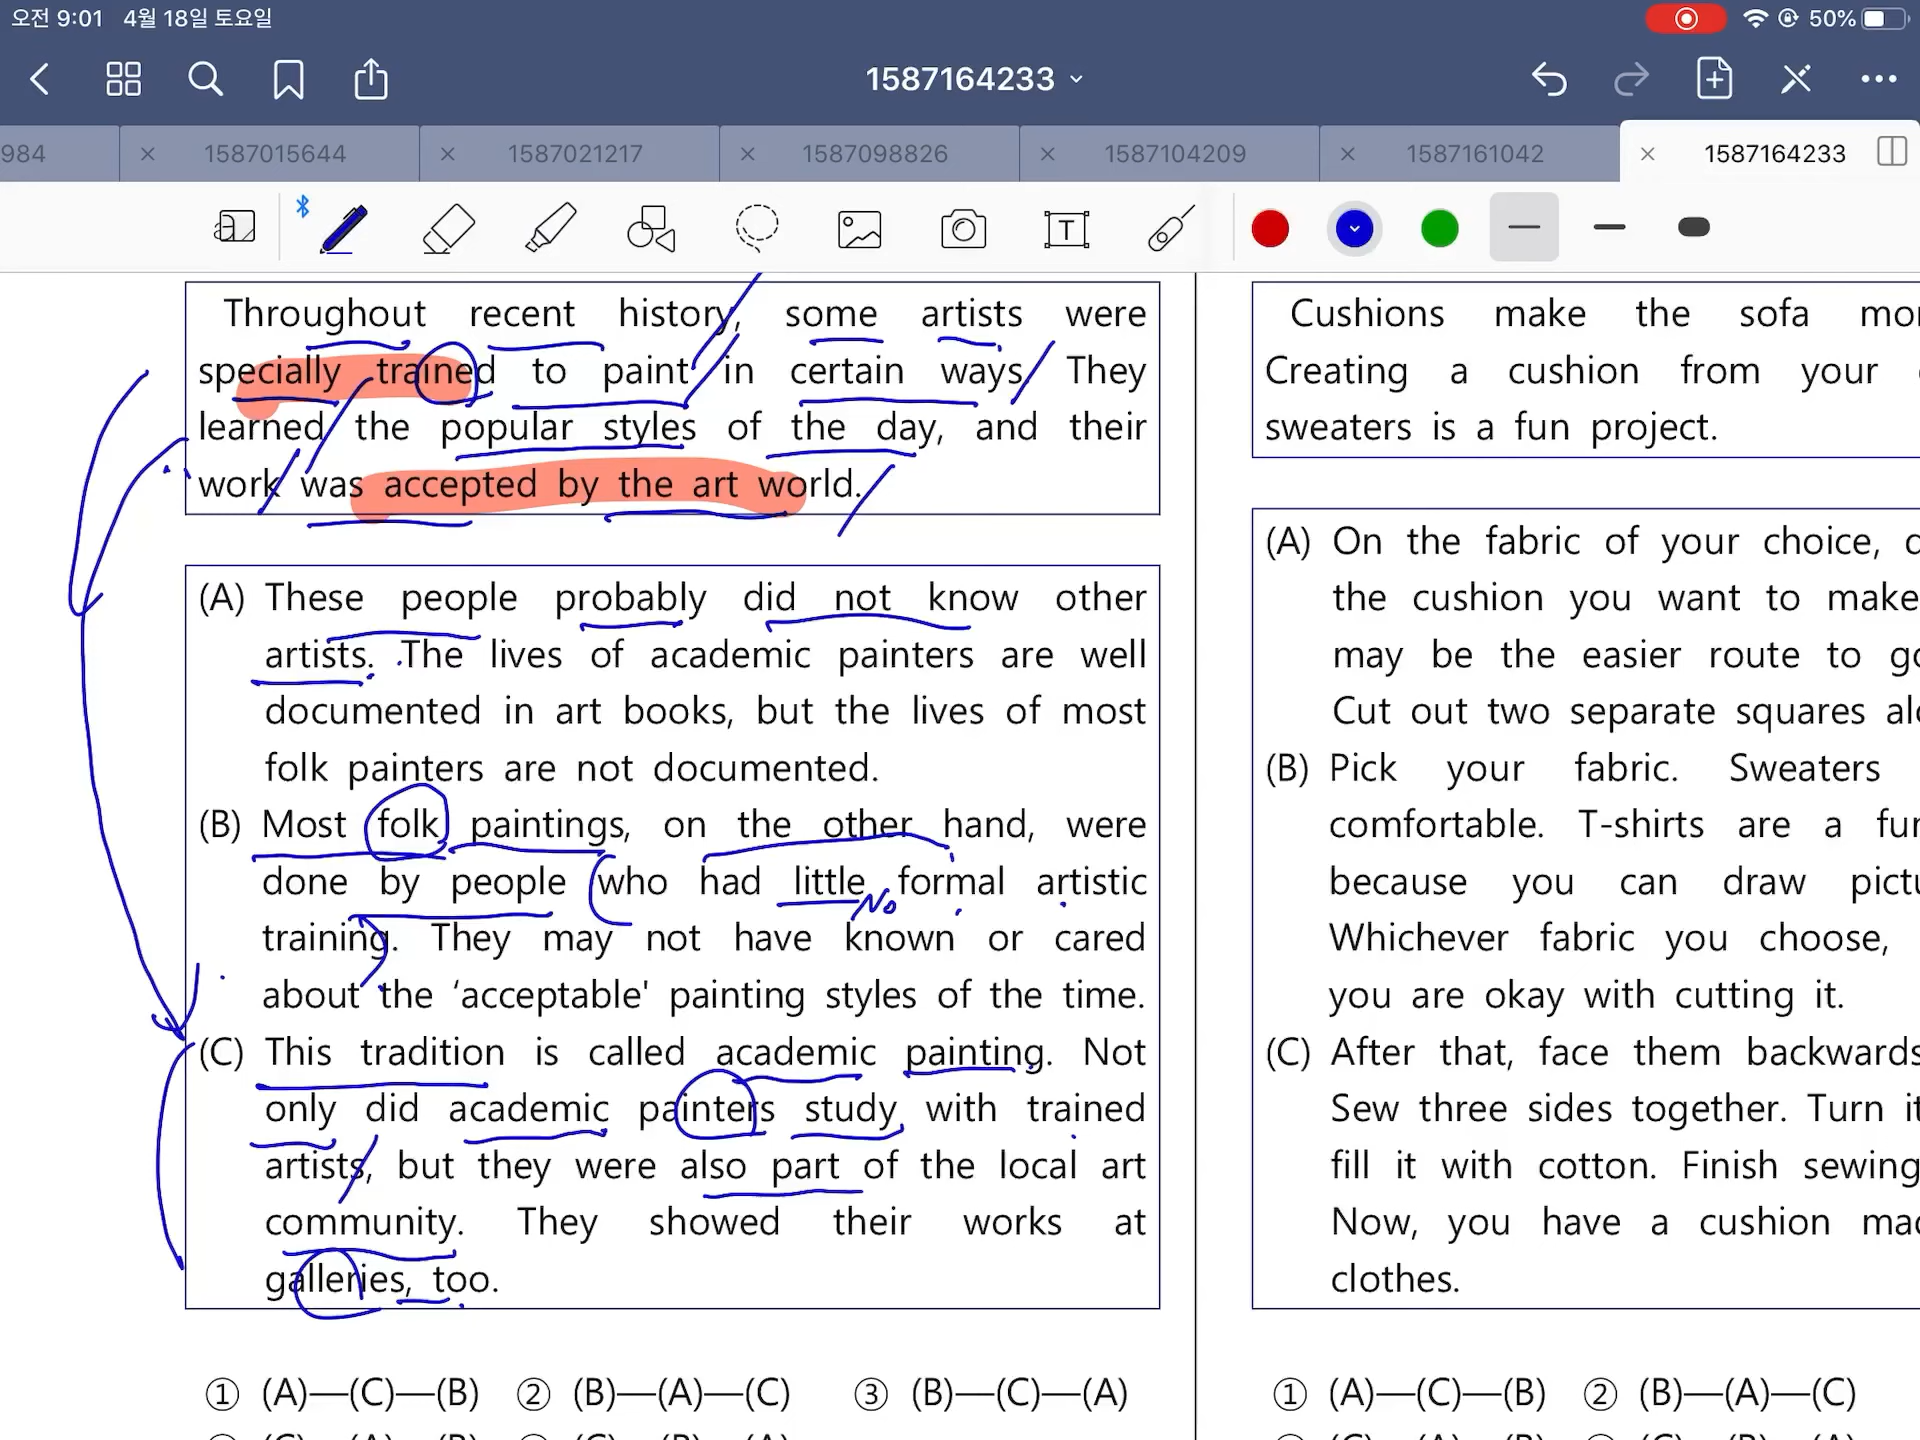 오전 9:01 4월 18일 토요일
50%
1587164233
984
1587015644
1587021217
1587098826
1587104209
1587161042
1587164233
Throughout recent history, some artists were
specially trained to paint in certain ways. They
learned the popular styles of the day, and their
work was accepted by the art world.
(A) These people probably did not know other
artists. The lives of academic painters are well
documented in art books, but the lives of most
folk painters are not documented.
(B) Most folk paintings, on the other hand, were
done by people who had little formal artistic
No
training. They may not have known or cared
about the ‘acceptable' painting styles of the time.
(C) This tradition is called academic painting. Not
only did academic painters study with trained
artists, but they were also part of the local art
community. They showed their works at
galleries, too.
① (A)—(C)—(B) ② (B)—(A)—(C) ③ (B)—(C)—(A)
Cushions make the sofa
Creating a cushion from your
sweaters is a fun project.
(A) On the fabric of your choice,
the cushion you want to make
may be the easier route to
Cut out two separate squares
(B) Pick your fabric. Sweaters
comfortable. T-shirts are a
because you can draw
Whichever fabric you choose,
you are okay with cutting it.
(C) After that, face them backwards
Sew three sides together. Turn
fill it with cotton. Finish sewing
Now, you have a cushion
clothes.
① (A)—(C)—(B) ② (B)—(A)—(C)